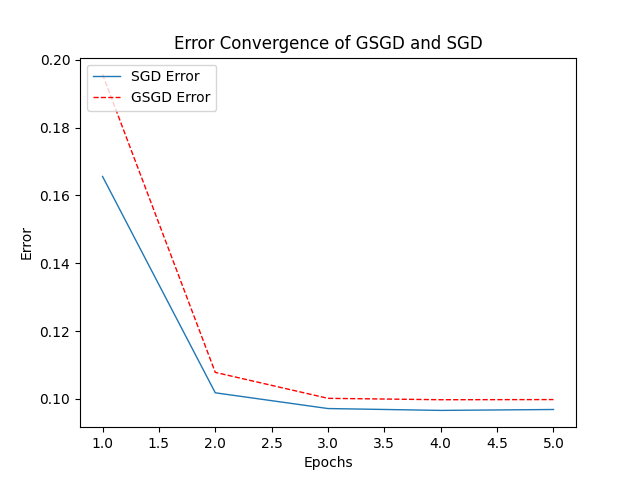 Error Convergence of GSGD and SGD
SGD Error
GSGD Error
0.20
0.18
0.16
0.14
0.12
0.10
Error
1.0 1.5 2.0 2.5 3.0 3.5 4.0 4.5 5.0
Epochs